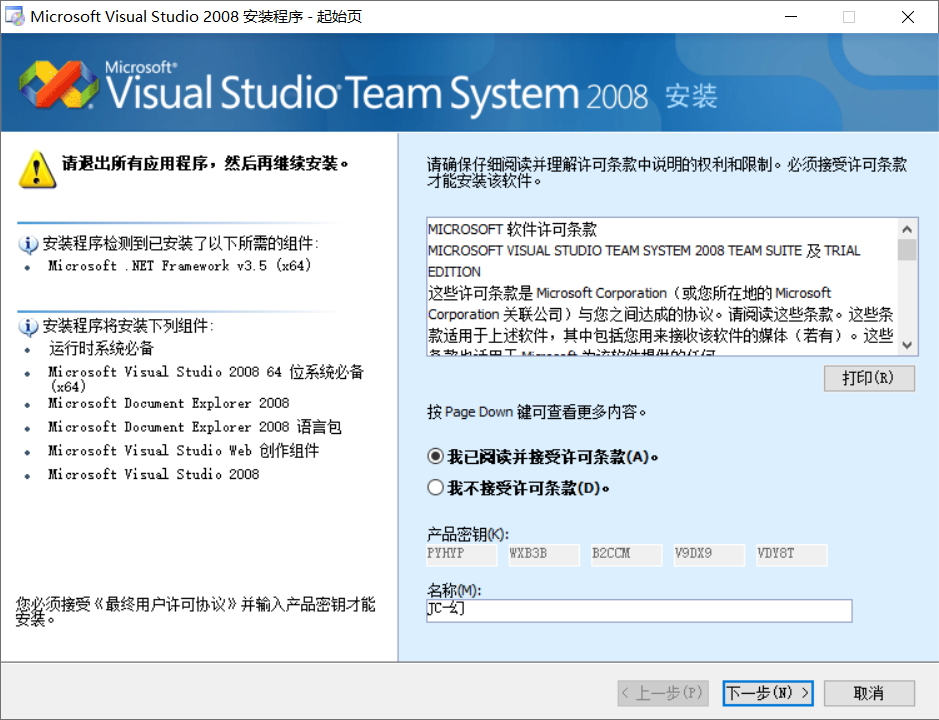 Microsoft Visual Studio 2008 安装程序 - 起始页
Microsoft®
Visual Studio Team System 2008 安装
请退出所有应用程序，然后再继续安装。
安装程序检测到已安装了以下所需的组件:
Microsoft .NET Framework v3.5 (x64)
安装程序将安装下列组件:
运行时系统必备
Microsoft Visual Studio 2008 64 位系统必备
(x64)
Microsoft Document Explorer 2008
Microsoft Document Explorer 2008 语言包
Microsoft Visual Studio Web 创作组件
Microsoft Visual Studio 2008
您必须接受《最终用户许可协议》并输入产品密钥才能
安装。
请确保仔细阅读并理解许可条款中说明的权利和限制。必须接受许可条款
才能安装该软件。
MICROSOFT 软件许可条款
MICROSOFT VISUAL STUDIO TEAM SYSTEM 2008 TEAM SUITE 及 TRIAL
EDITION
这些许可条款是 Microsoft Corporation（或您所在地的 Microsoft
Corporation 关联公司）与您之间达成的协议。请阅读这些条款。这些条
款适用于上述软件，其中包括您用来接收该软件的媒体（若有）。这些
条款也适用于 Microsoft 为该软件提供的任何
打印(R)
按 Page Down 键可查看更多内容。
我已阅读并接受许可条款(A)。
我不接受许可条款(D)。
产品密钥(K):
PYHYP WXB3B B2CCM V9DX9 VDY8T
名称(M):
JC-幻
< 上一步(P) 下一步(N) > 取消